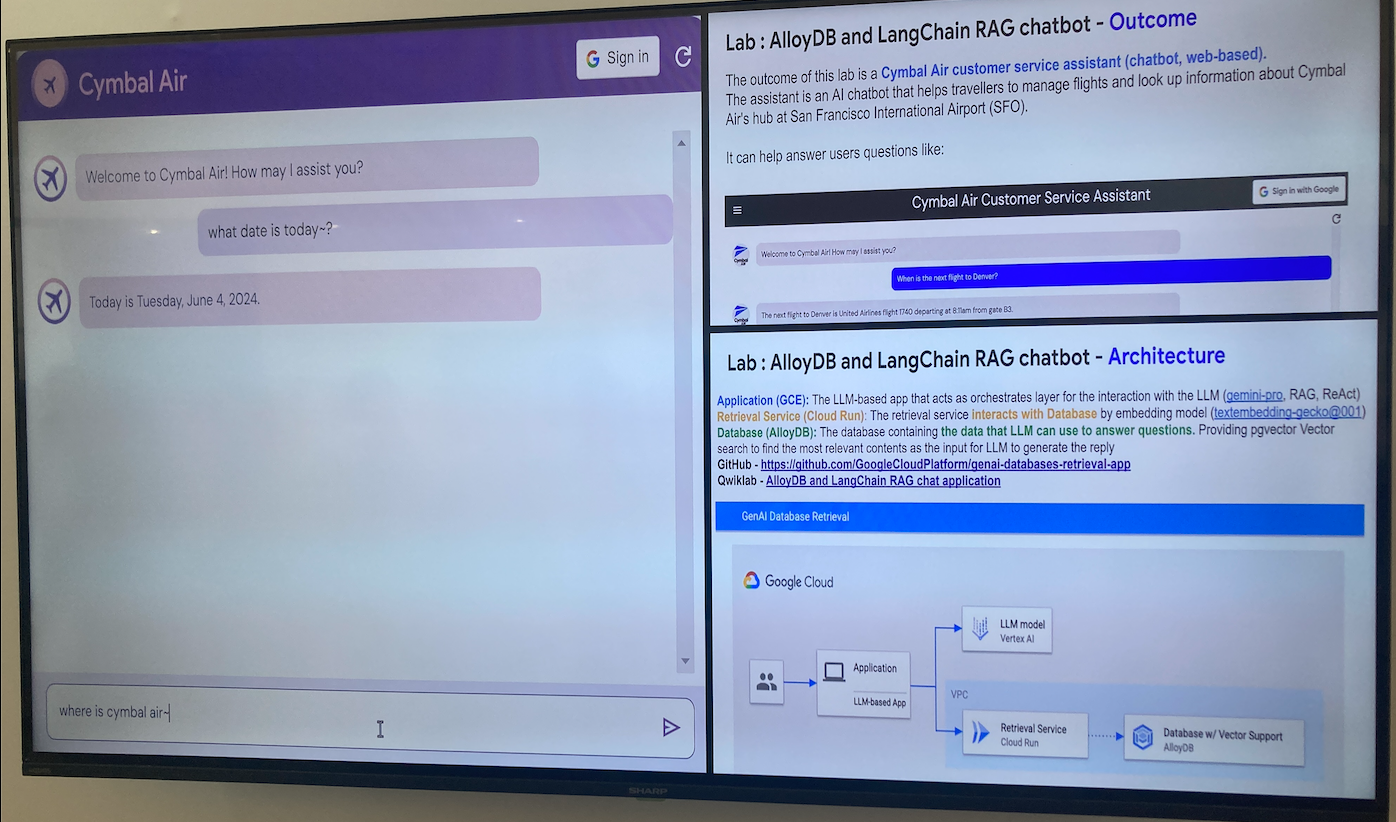 Cymbal Air
Sign in
Welcome to Cymbal Air! How may I assist you?
what date is today~?
Today is Tuesday, June 4, 2024.
where is cymbal air~
Lab : AlloyDB and LangChain RAG chatbot - Outcome
The outcome of this lab is a Cymbal Air customer service assistant (chatbot, web-based).
The assistant is an AI chatbot that helps travellers to manage flights and look up information about Cymbal
Air's hub at San Francisco International Airport (SFO).
It can help answer users questions like:
Cymbal Air Customer Service Assistant
Sign in with Google
Welcome to Cymbal Air! How may I assist you?
When is the next flight to Denver?
The next flight to Denver is United Airlines flight 1740 departing at 8:11am from gate B3.
Lab : AlloyDB and LangChain RAG chatbot - Architecture
Application (GCE): The LLM-based app that acts as orchestrates layer for the interaction with the LLM (gemini-pro, RAG, ReAct)
Retrieval Service (Cloud Run): The retrieval service interacts with Database by embedding model (textembedding-gecko@001)
Database (AlloyDB): The database containing the data that LLM can use to answer questions. Providing pgvector Vector
search to find the most relevant contents as the input for LLM to generate the reply
GitHub - https://github.com/GoogleCloudPlatform/genai-databases-retrieval-app
Qwiklab - AlloyDB and LangChain RAG chat application
GenAI Database Retrieval
Google Cloud
LLM model
Vertex AI
Application
LLM-based App
VPC
Retrieval Service
Cloud Run
Database w/ Vector Support
AlloyDB
SHARP